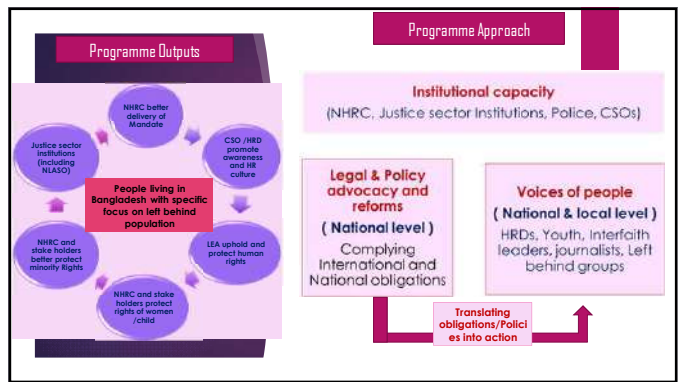 Programme Outputs
NHRC better
delivery of
Mandate
CSO /HRD
promote
awareness
and HR
culture
LEA uphold and
protect human
rights
NHRC and stake
holders protect
rights of women
/child
NHRC and
stake holders
better protect
minority Rights
Justice sector
institutions
(including
NLASO)
People living in
Bangladesh with specific
focus on left behind
population
Programme Approach
Institutional capacity
(NHRC, Justice sector Institutions, Police, CSOs)
Legal & Policy
advocacy and
reforms
( National level )
Complying
International and
National obligations
Voices of people
( National & local level )
HRDs, Youth, Interfaith
leaders, journalists, Left
behind groups
Translating
obligations/Polici
es into action